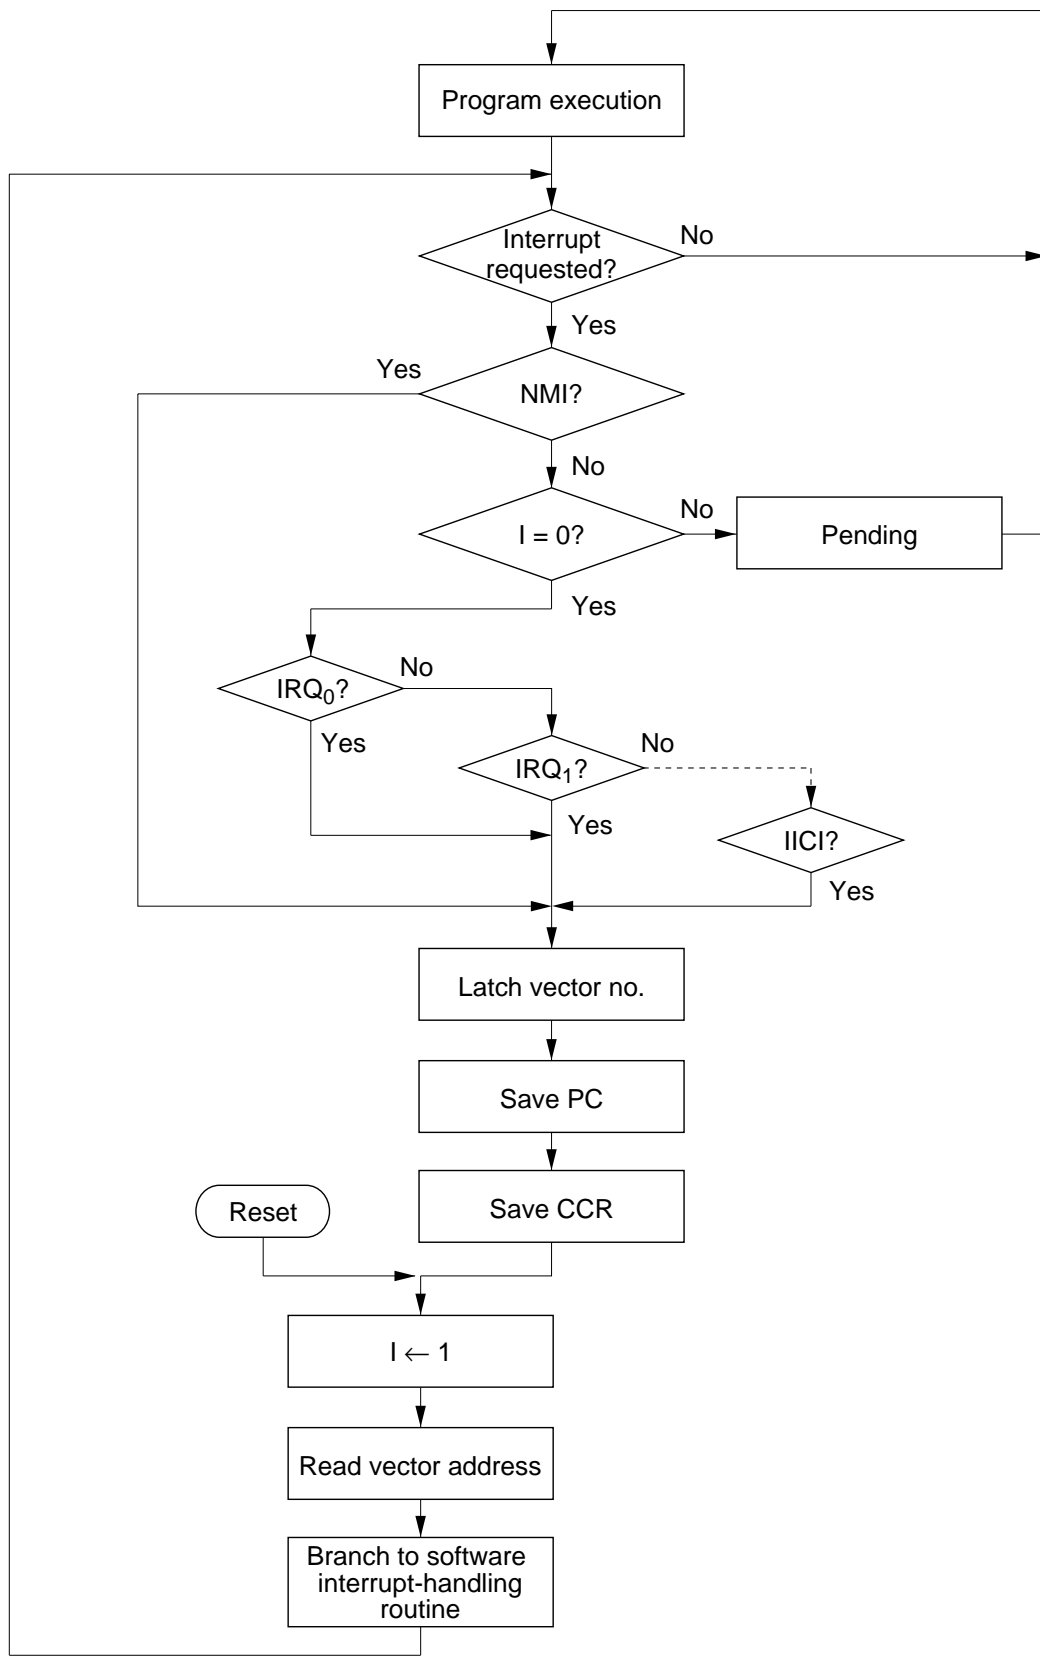 Program execution
Interrupt
requested?
No
Yes
Yes
NMI?
No
I = 0?
No
Pending
Yes
IRQ0?
No
Yes
IRQ1?
No
Yes
IICI?
Yes
Latch vector no.
Save PC
Save CCR
Reset
I ← 1
Read vector address
Branch to software
interrupt-handling
routine